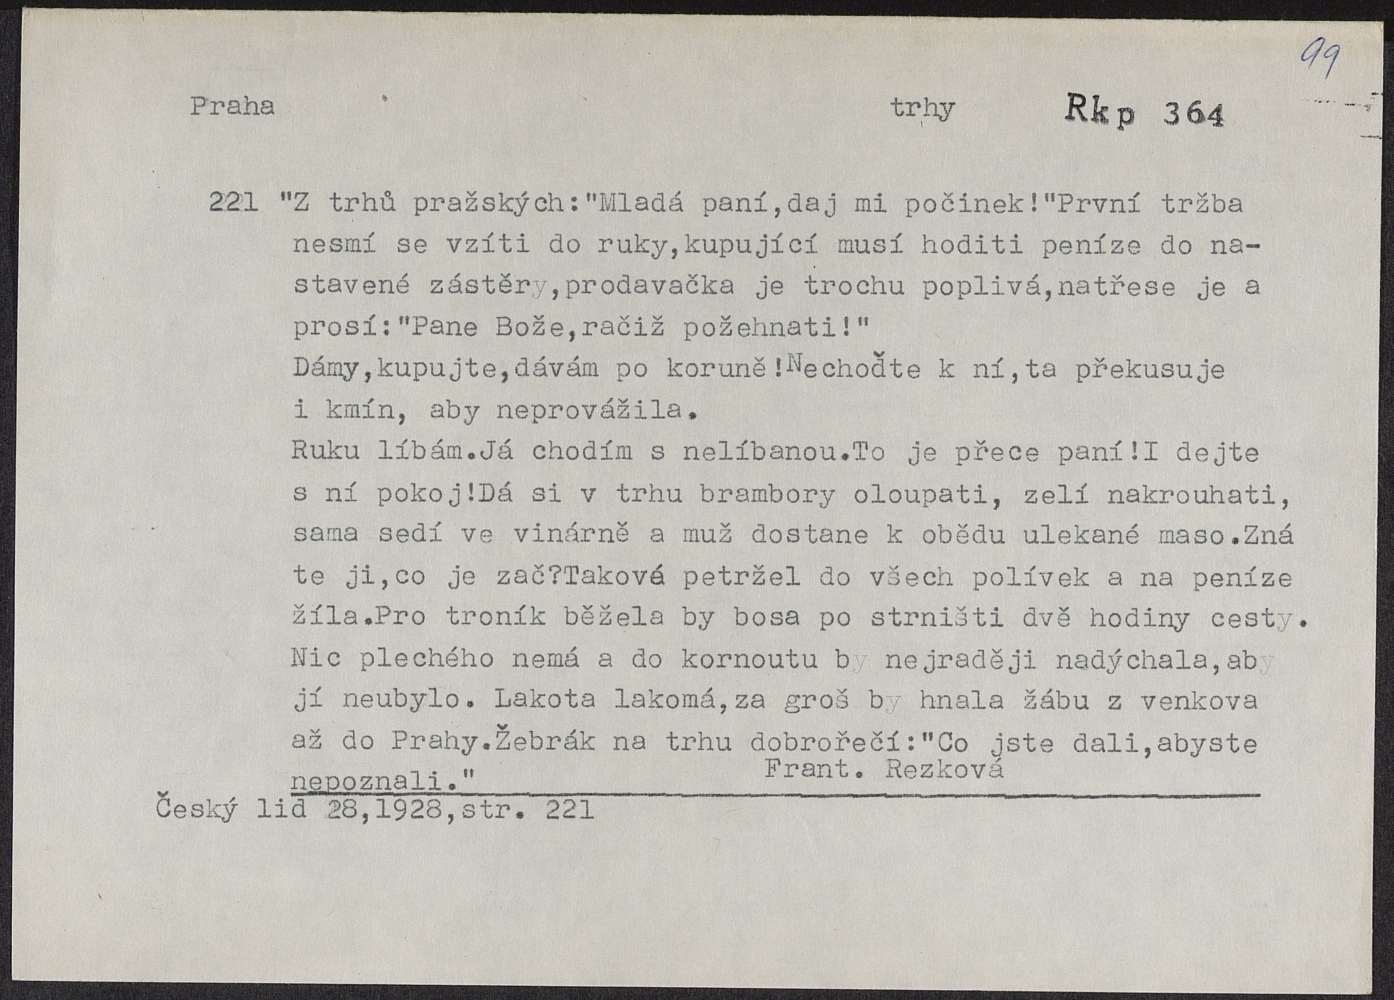 99
Praha trhy Rkp 364
221 "Z trhů pražských:"Mladá paní,daj mi počinek!"První tržba
nesmí se vzíti do ruky,kupující musí hoditi peníze do na-
stavené zástěry,prodavačka je trochu poplivá,natřese je a
prosí:"Pane Bože,račiž požehnati!"
Dámy,kupujte,dávám po koruně!Nechoďte k ní,ta překusuje
i kmín, aby neprovážila.
Ruku líbám.Já chodím s nelíbanou.To je přece paní!I dejte
s ní pokoj!Dá si v trhu brambory oloupati, zelí nakrouhati,
sama sedí ve vinárně a muž dostane k obědu ulekané maso.Zná
te ji,co je zač?Taková petržel do všech polívek a na peníze
žíla.Pro troník běžela by bosa po strništi dvě hodiny cesty.
Nic plechého nemá a do kornoutu by nejraději nadýchala,aby
jí neubylo. Lakota lakomá,za groš by hnala žábu z venkova
až do Prahy.Žebrák na trhu dobrořečí:"Co jste dali,abyste
nepoznali." Frant. Rezková
Český lid 28,1928,str. 221